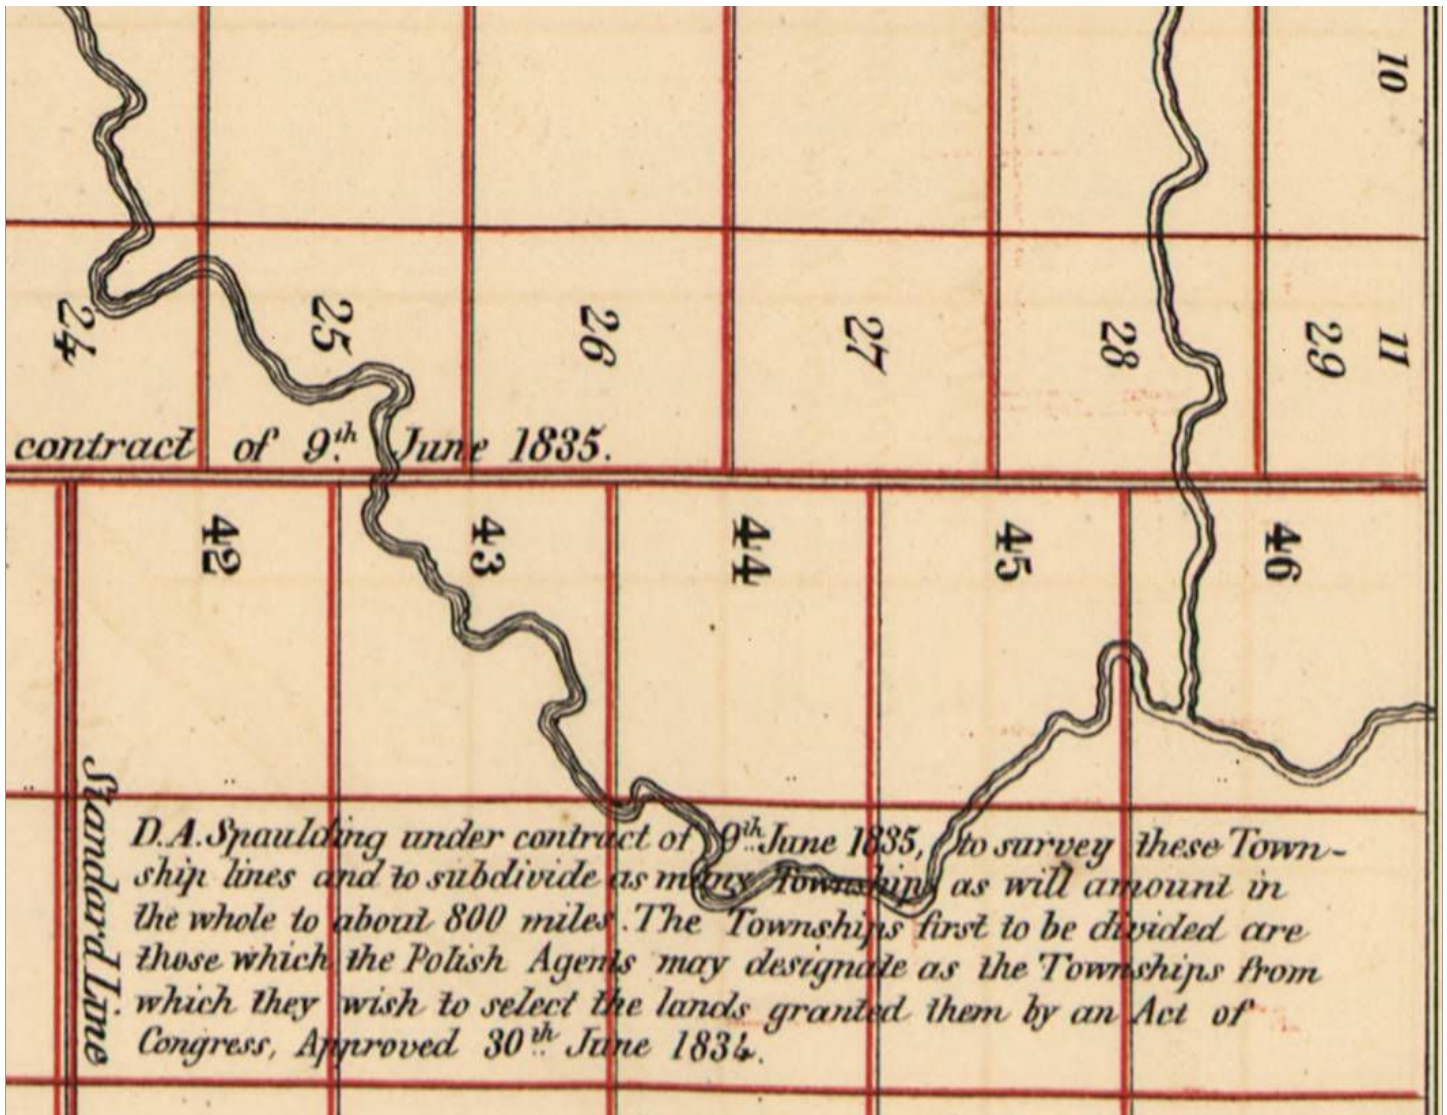 10
24 25 26 27 28 29 11
contract of 9.th June 1835.
42 43 44 45 46
Standard Line
D.A. Spaulding under contract of 9th June 1835, to survey these Town-
ship lines and to subdivide as many Townships as will amount in
the whole to about 800 miles. The Townships first to be divided are
those which the Polish Agents may designate as the Townships from
which they wish to select the lands granted them by an Act of
Congress, Approved 30th June 1834.